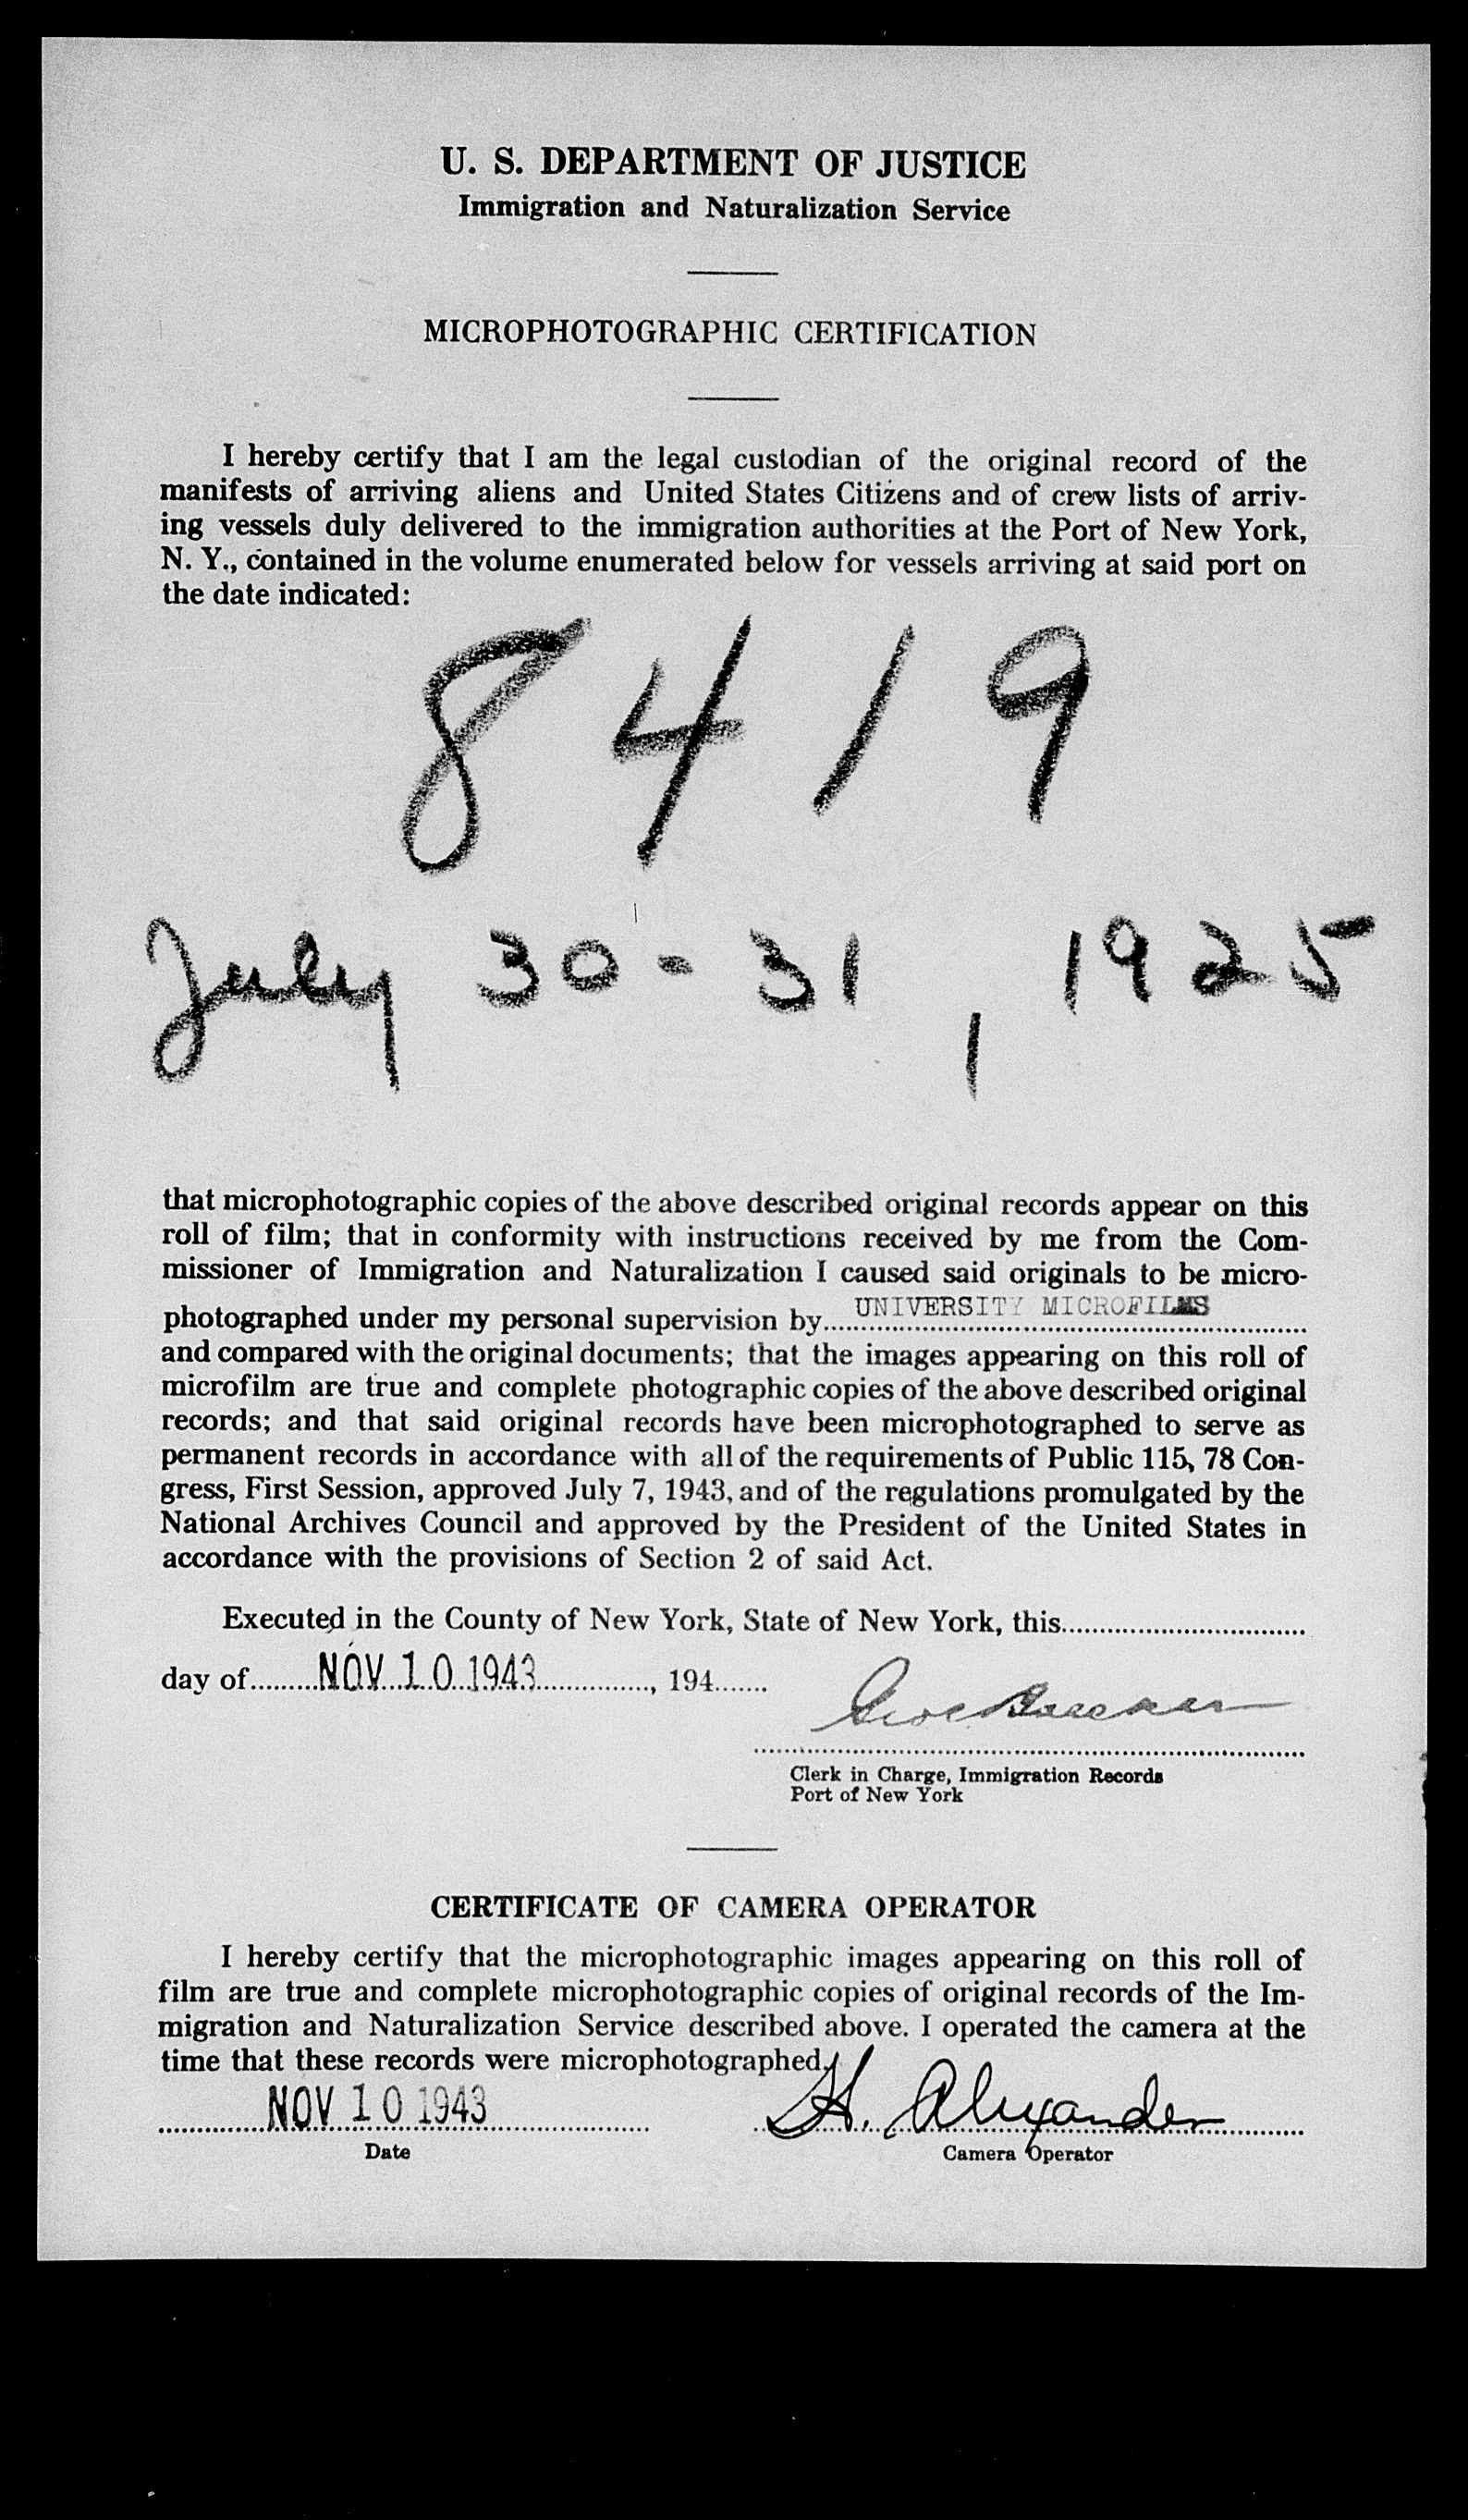 U. S. DEPARTMENT OF JUSTICE
Immigration and Naturalization Service
MICROPHOTOGRAPHIC CERTIFICATION
I hereby certify that I am the legal custodian of the original record of the
manifests of arriving aliens and United States Citizens and of crew lists of arriv-
ing vessels duly delivered to the immigration authorities at the Port of New York,
N. Y., contained in the volume enumerated below for vessels arriving at said port on
the date indicated:
8419
July 30-31, 1925
that microphotographic copies of the above described original records appear on this
roll of film; that in conformity with instructions received by me from the Com-
missioner of Immigration and Naturalization I caused said originals to be micro-
photographed under my personal supervision by UNIVERSITY MICROFILMS
and compared with the original documents; that the images appearing on this roll of
microfilm are true and complete photographic copies of the above described original
records; and that said original records have been microphotographed to serve as
permanent records in accordance with all of the requirements of Public 115, 78 Con-
gress, First Session, approved July 7, 1943, and of the regulations promulgated by the
National Archives Council and approved by the President of the United States in
accordance with the provisions of Section 2 of said Act.
Executed in the County of New York, State of New York, this
day of NOV 10 1943, 194
Clerk in Charge, Immigration Records
Port of New York
CERTIFICATE OF CAMERA OPERATOR
I hereby certify that the microphotographic images appearing on this roll of
film are true and complete microphotographic copies of original records of the Im-
migration and Naturalization Service described above. I operated the camera at the
time that these records were microphotographed.
NOV 10 1943 H. Alexander
Date Camera Operator